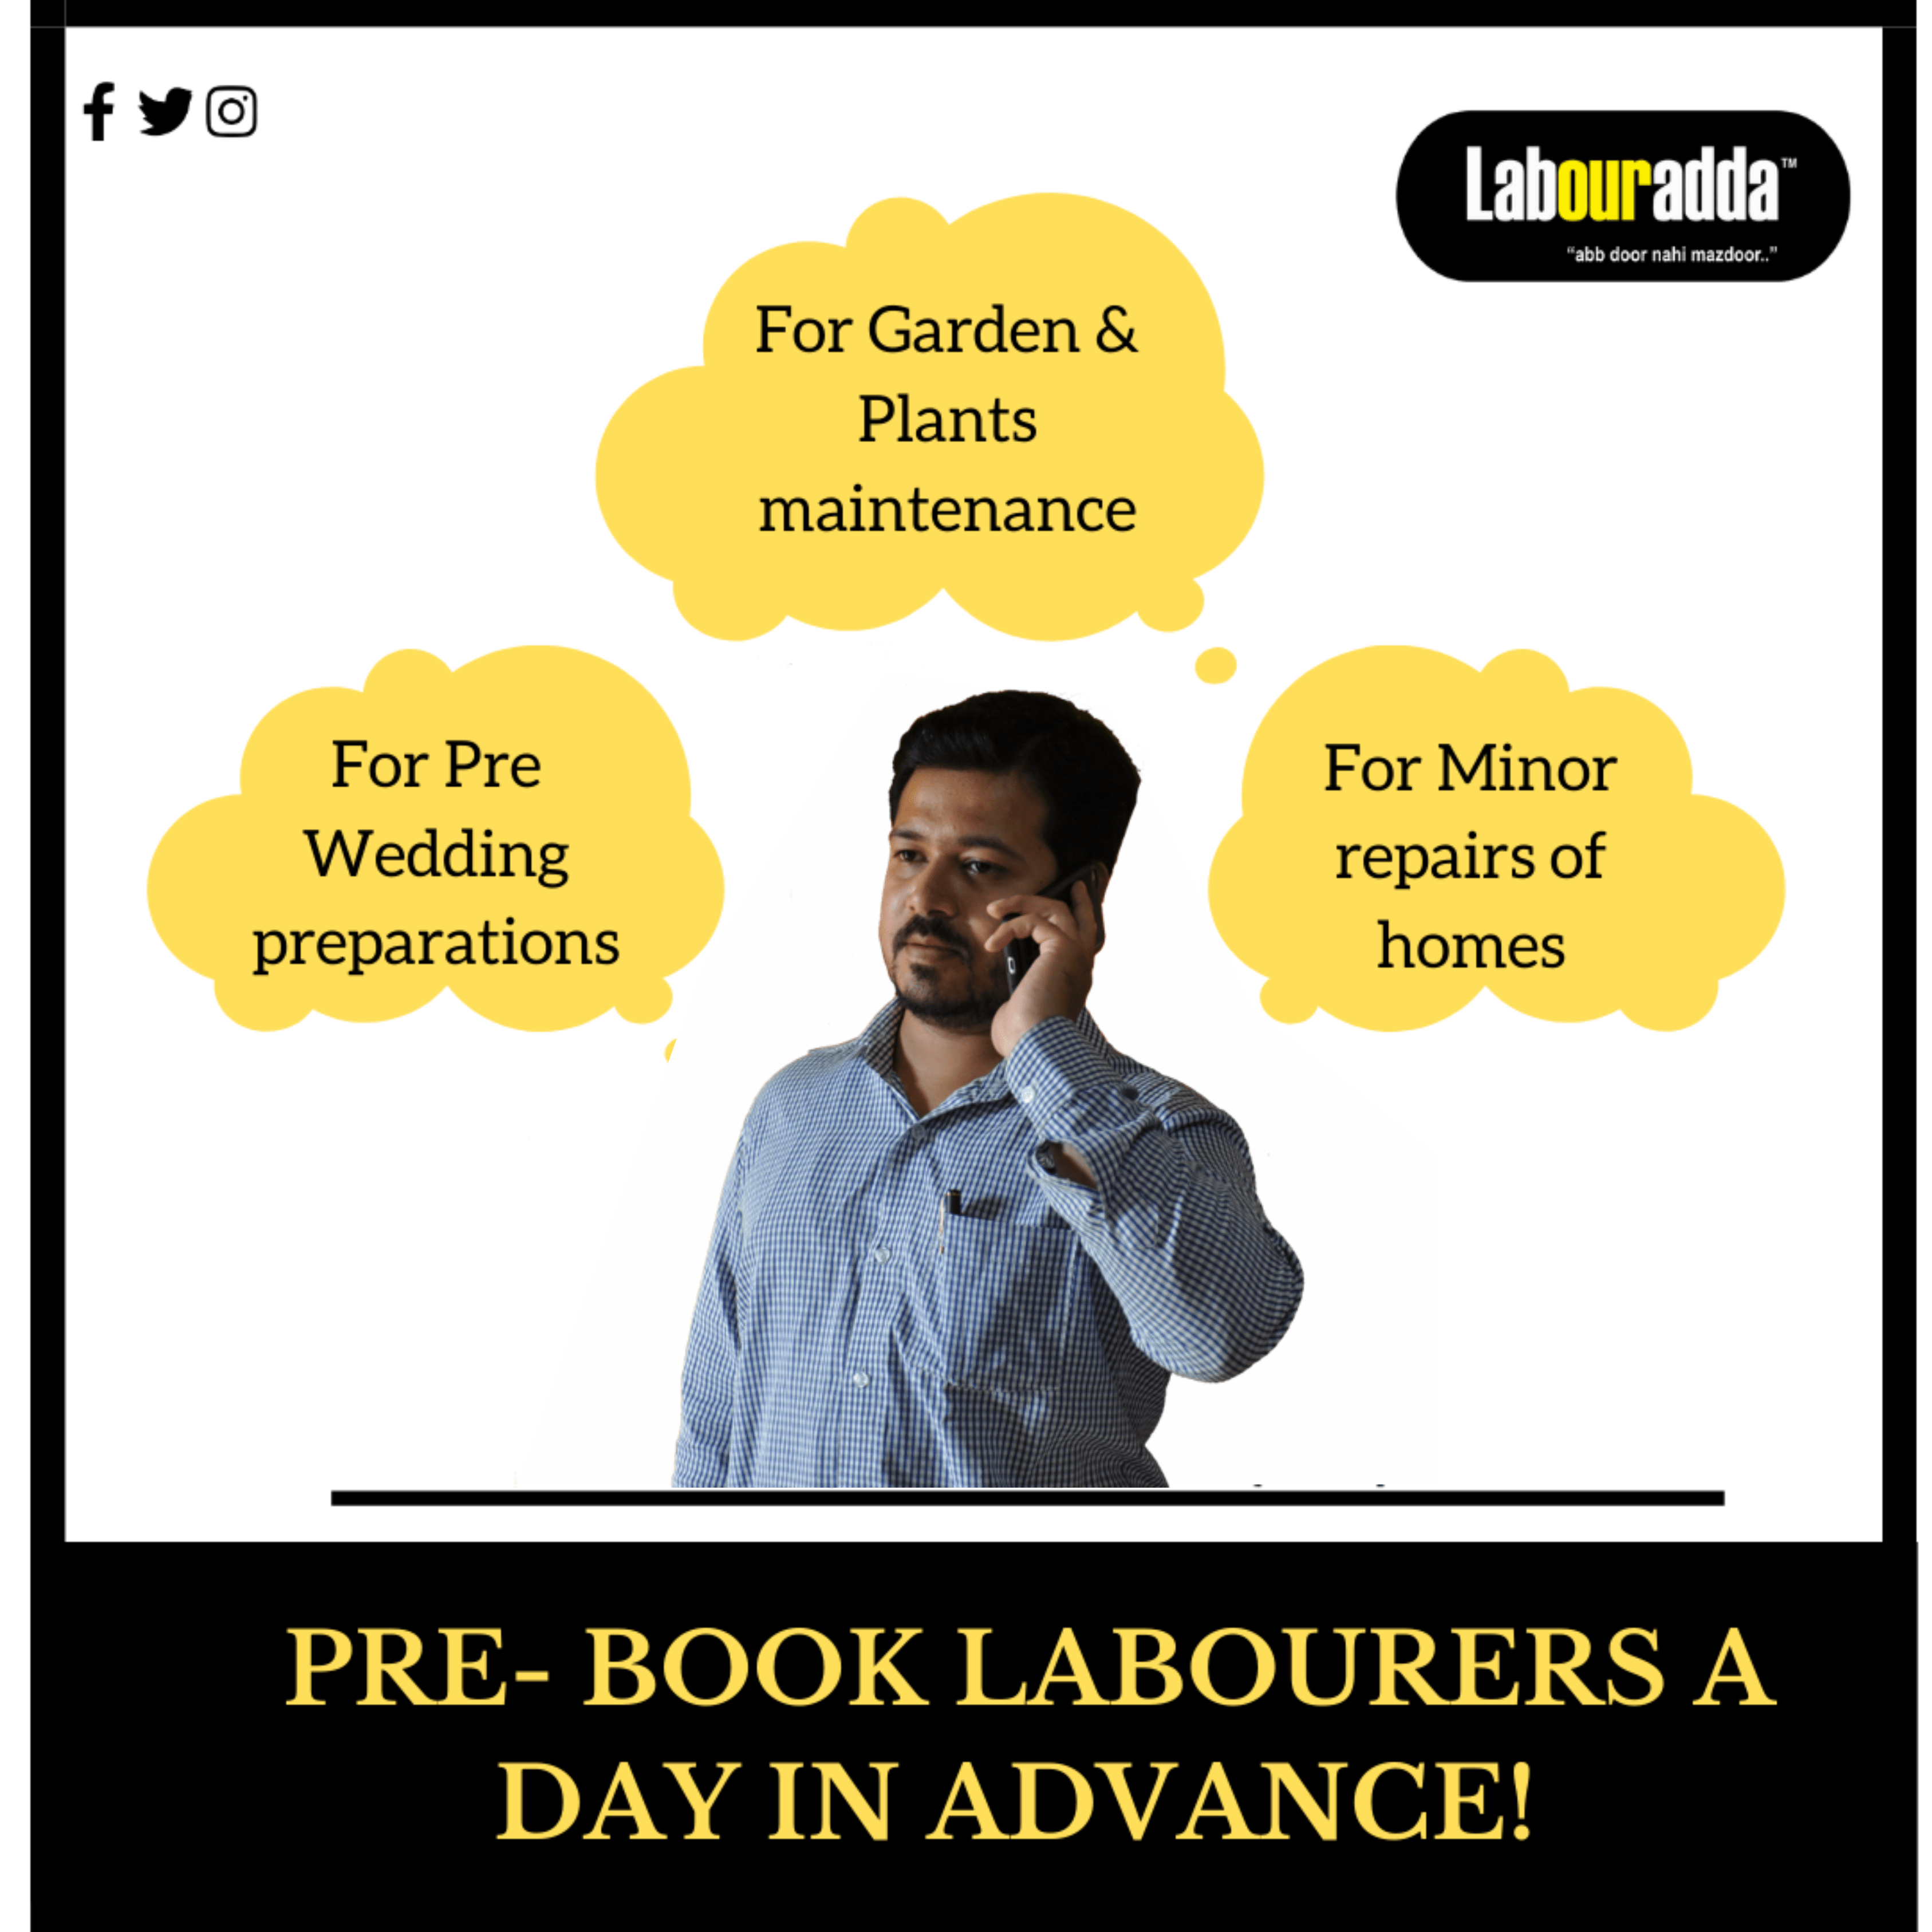 Labouradda™
“abb door nahi mazdoor..”
For Garden &
Plants
maintenance
For Pre
Wedding
preparations
For Minor
repairs of
homes
PRE- BOOK LABOURERS A
DAY IN ADVANCE!